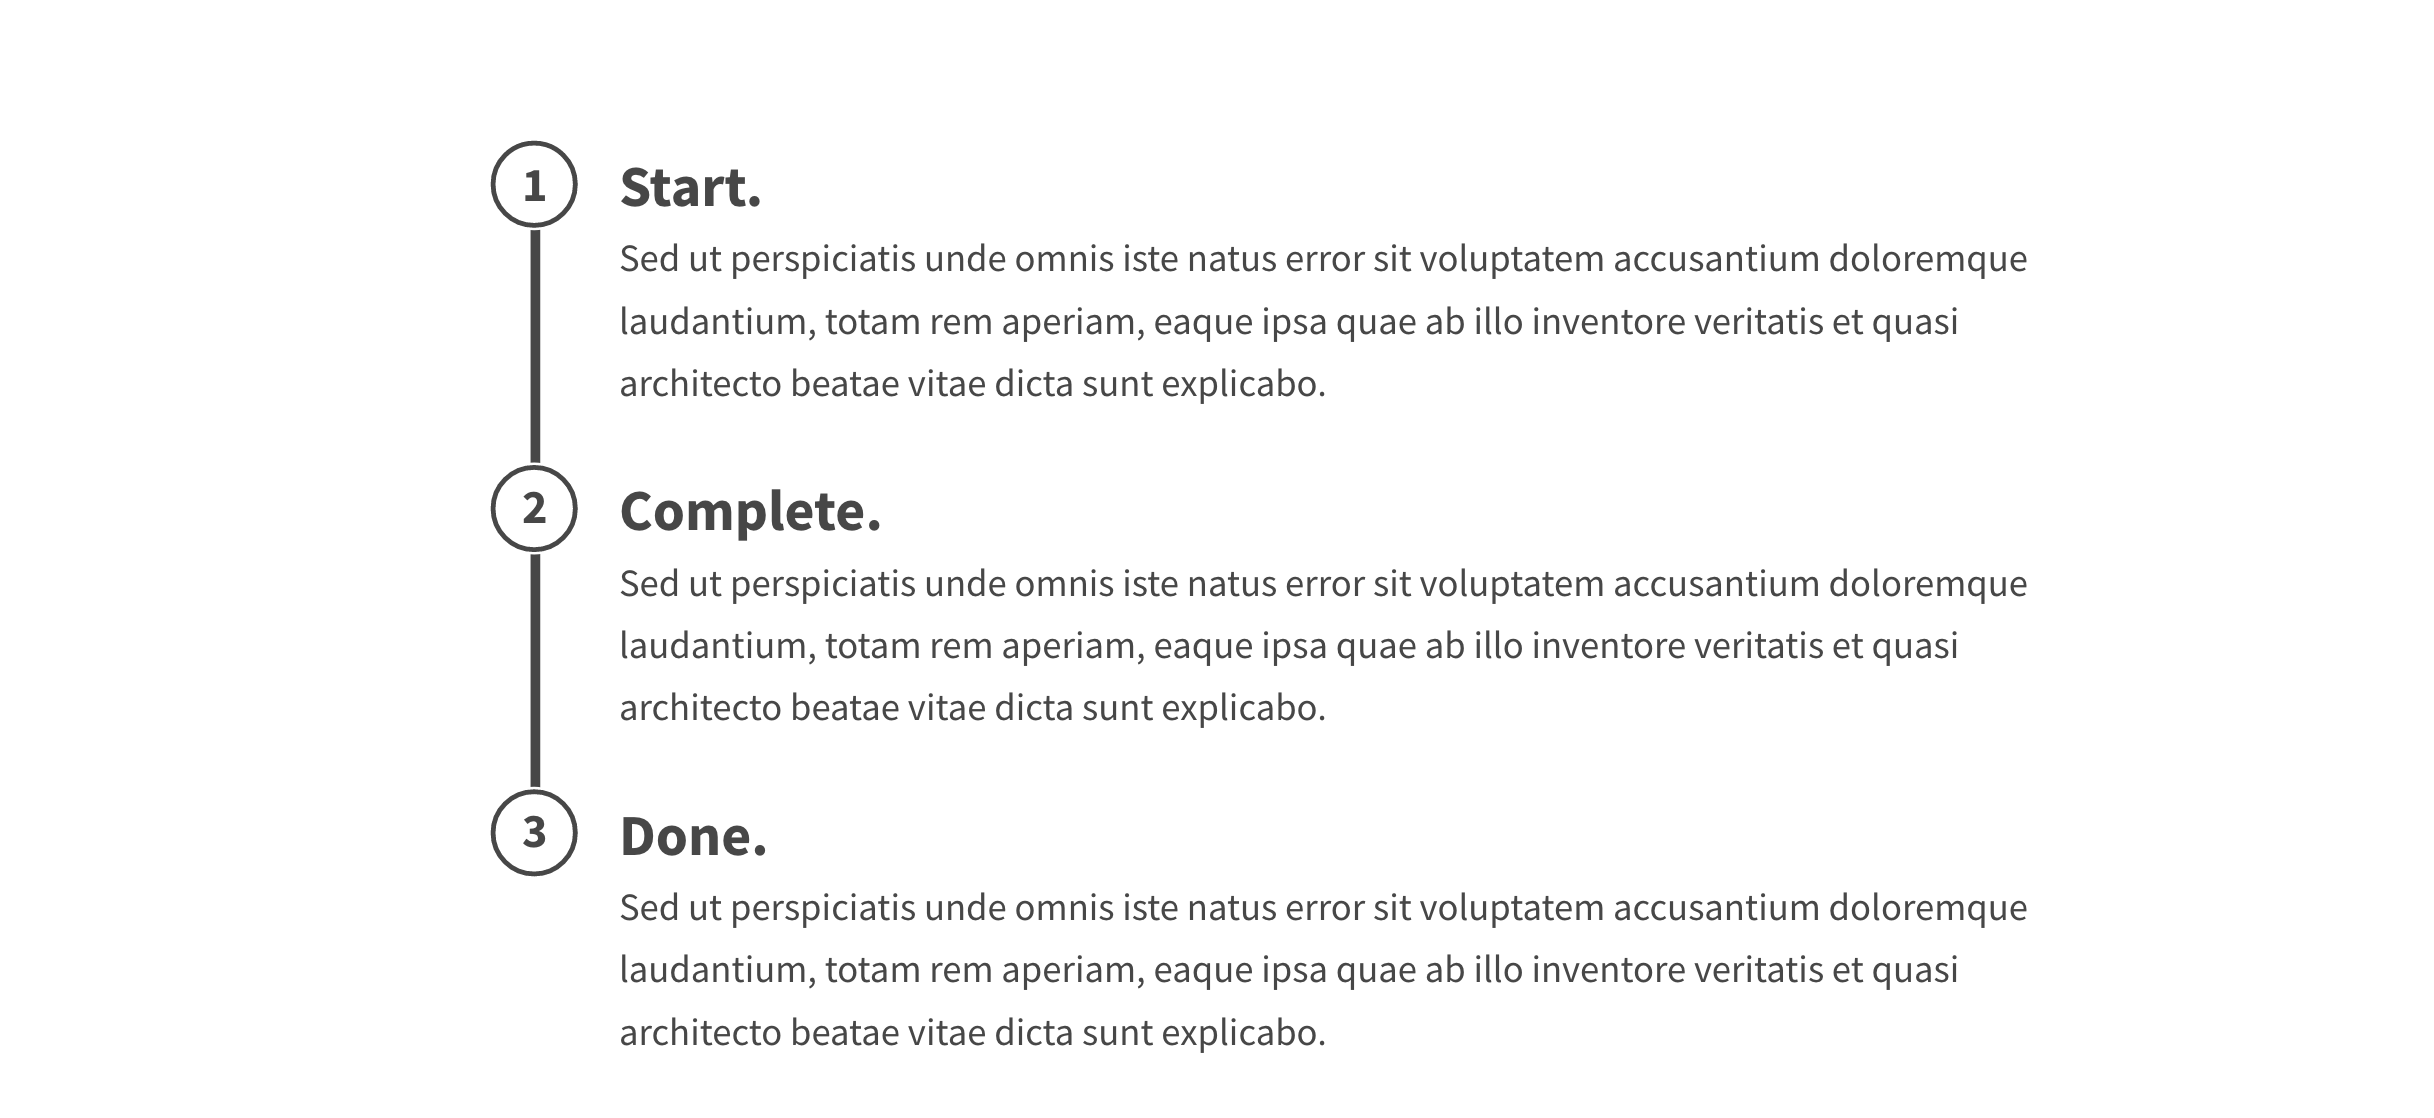 1 Start.
Sed ut perspiciatis unde omnis iste natus error sit voluptatem accusantium doloremque
laudantium, totam rem aperiam, eaque ipsa quae ab illo inventore veritatis et quasi
architecto beatae vitae dicta sunt explicabo.
2 Complete.
Sed ut perspiciatis unde omnis iste natus error sit voluptatem accusantium doloremque
laudantium, totam rem aperiam, eaque ipsa quae ab illo inventore veritatis et quasi
architecto beatae vitae dicta sunt explicabo.
3 Done.
Sed ut perspiciatis unde omnis iste natus error sit voluptatem accusantium doloremque
laudantium, totam rem aperiam, eaque ipsa quae ab illo inventore veritatis et quasi
architecto beatae vitae dicta sunt explicabo.